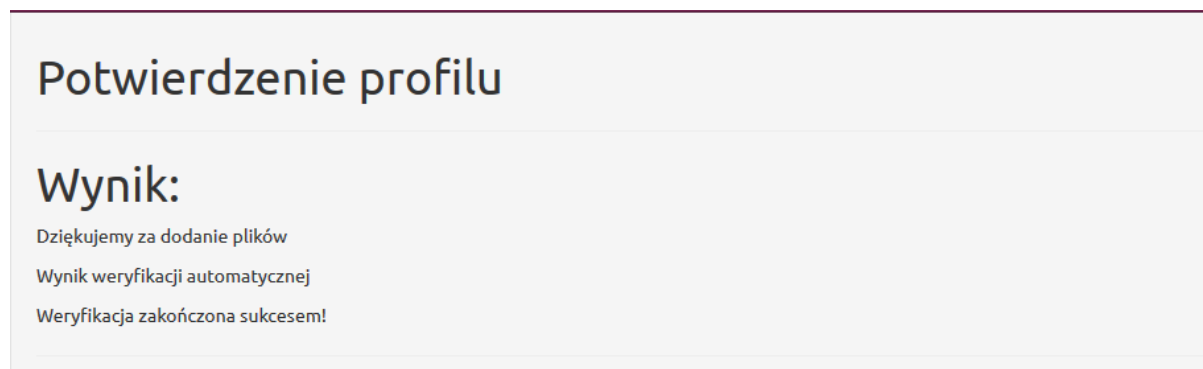 Potwierdzenie profilu
Wynik:
Dziękujemy za dodanie plików
Wynik weryfikacji automatycznej
Weryfikacja zakończona sukcesem!